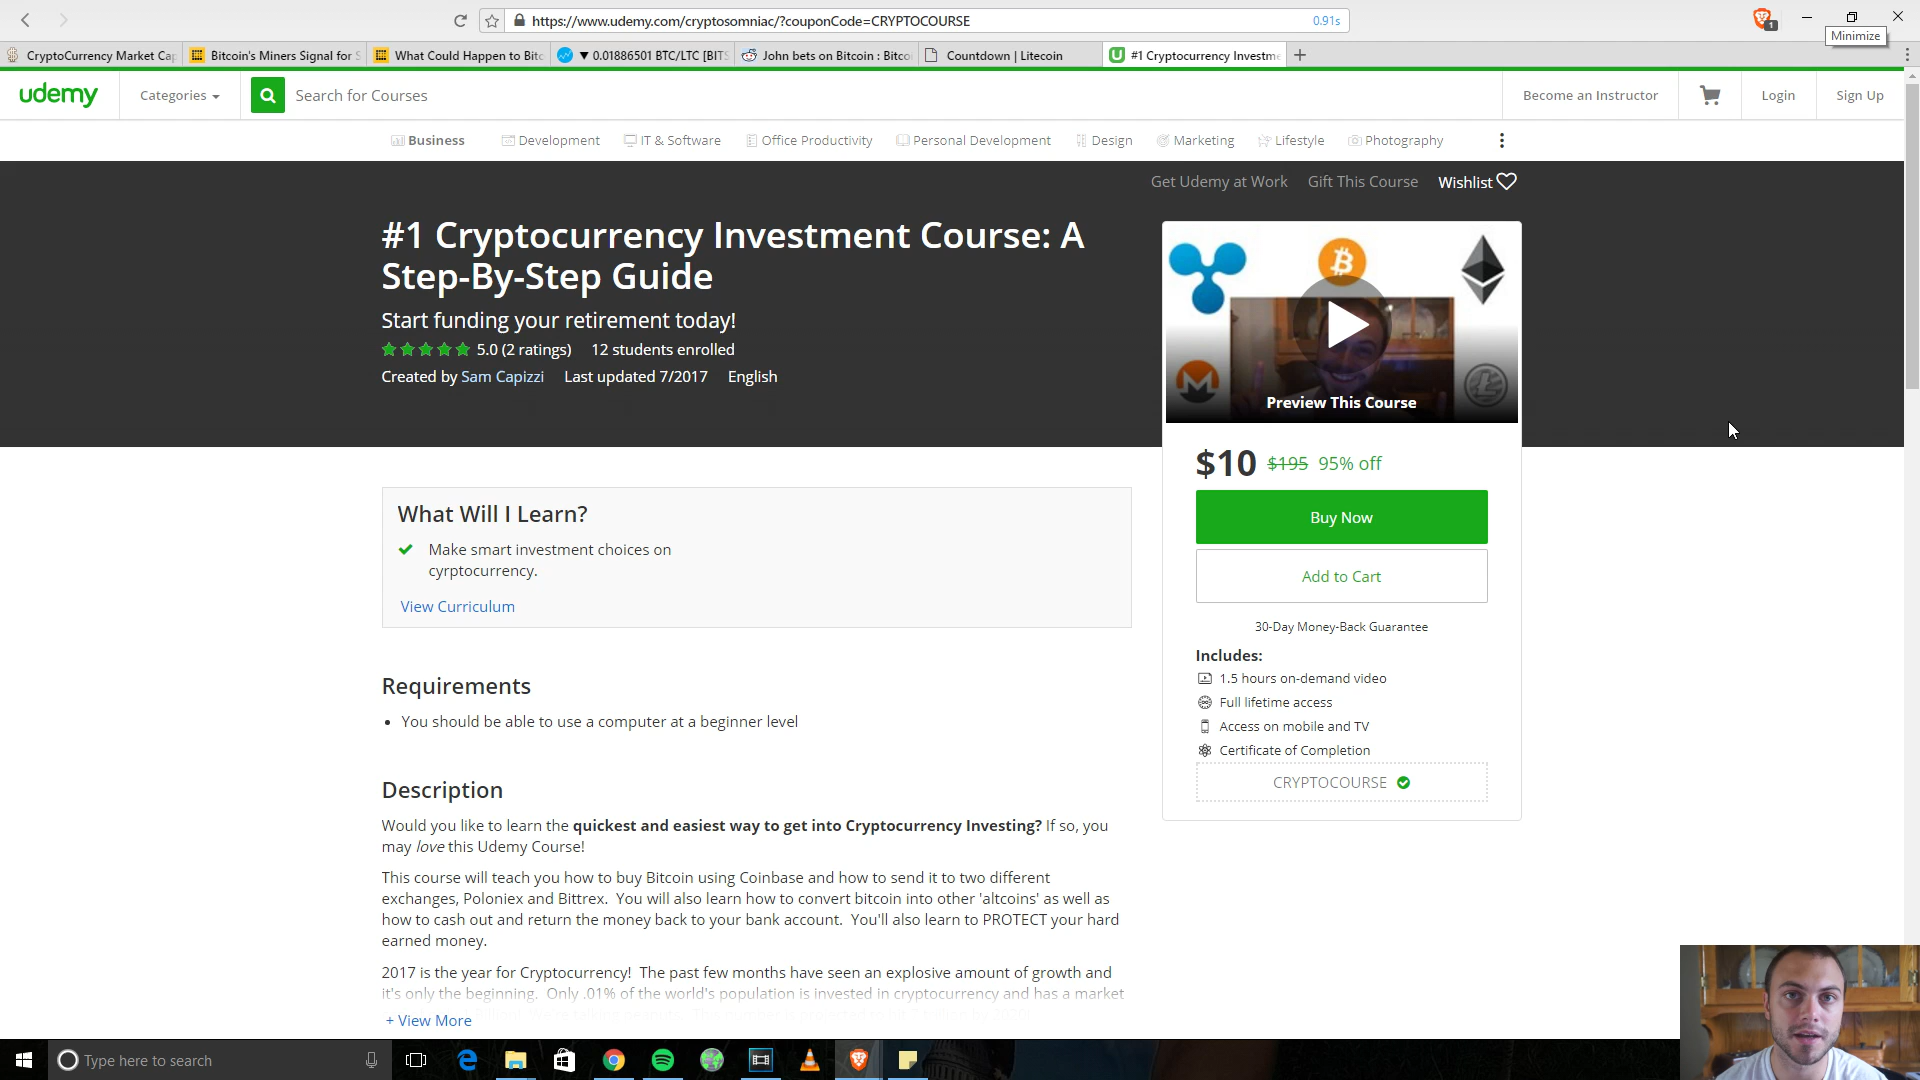 https://www.udemy.com/cryptosomniac/?couponCode=CRYPTOCOURSE
0.91s
1
Minimize
CryptoCurrency Market Cap
Bitcoin's Miners Signal for S
What Could Happen to Bitc
▼ 0.01886501 BTC/LTC [BITS
John bets on Bitcoin : Bitco
Countdown | Litecoin
#1 Cryptocurrency Investme
udemy
Categories
Search for Courses
Become an Instructor
Login
Sign Up
Business
Development
IT & Software
Office Productivity
Personal Development
Design
Marketing
Lifestyle
Photography
Get Udemy at Work
Gift This Course
Wishlist
#1 Cryptocurrency Investment Course: A
Step-By-Step Guide
Start funding your retirement today!
5.0 (2 ratings) 12 students enrolled
Created by Sam Capizzi Last updated 7/2017 English
Preview This Course
$10 $195 95% off
Buy Now
Add to Cart
30-Day Money-Back Guarantee
Includes:
1.5 hours on-demand video
Full lifetime access
Access on mobile and TV
Certificate of Completion
CRYPTOCOURSE
What Will I Learn?
Make smart investment choices on
cyrptocurrency.
View Curriculum
Requirements
• You should be able to use a computer at a beginner level
Description
Would you like to learn the quickest and easiest way to get into Cryptocurrency Investing? If so, you
may love this Udemy Course!
This course will teach you how to buy Bitcoin using Coinbase and how to send it to two different
exchanges, Poloniex and Bittrex. You will also learn how to convert bitcoin into other 'altcoins' as well as
how to cash out and return the money back to your bank account. You'll also learn to PROTECT your hard
earned money.
2017 is the year for Cryptocurrency! The past few months have seen an explosive amount of growth and
it's only the beginning. Only .01% of the world's population is invested in cryptocurrency and has a market
+ View More
Type here to search